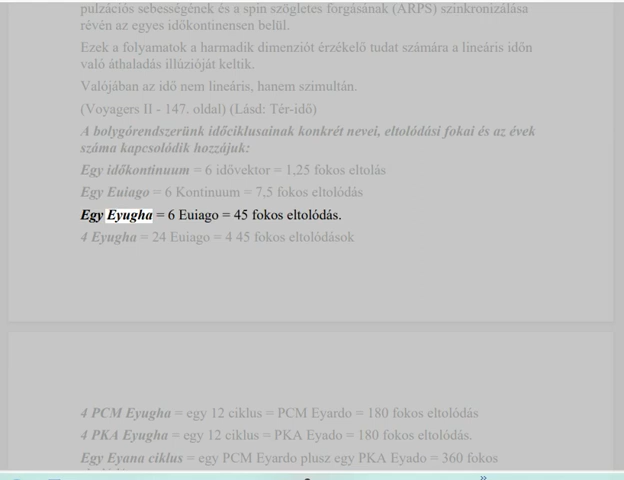 pulzációs sebességének és a spin szögletes forgásának (ARPS) szinkronizálása
révén az egyes időkontinensen belül.
Ezek a folyamatok a harmadik dimenziót érzékelő tudat számára a lineáris időn
való áthaladás illúzióját keltik.
Valójában az idő nem lineáris, hanem szimultán.
(Voyagers II - 147. oldal) (Lásd: Tér-idő)
A bolygórendszerünk időciklusainak konkrét nevei, eltolódási fokai és az évek
száma kapcsolódik hozzájuk:
Egy időkontinuum = 6 idővektor = 1,25 fokos eltolás
Egy Euiago = 6 Kontinuum = 7,5 fokos eltolódás
Egy Eyugha = 6 Euiago = 45 fokos eltolódás.
4 Eyugha = 24 Euiago = 4 45 fokos eltolódások
4 PCM Eyugha = egy 12 ciklus = PCM Eyardo = 180 fokos eltolódás
4 PKA Eyugha = egy 12 ciklus = PKA Eyado = 180 fokos eltolódás.
Egy Eyana ciklus = egy PCM Eyardo plusz egy PKA Eyado = 360 fokos